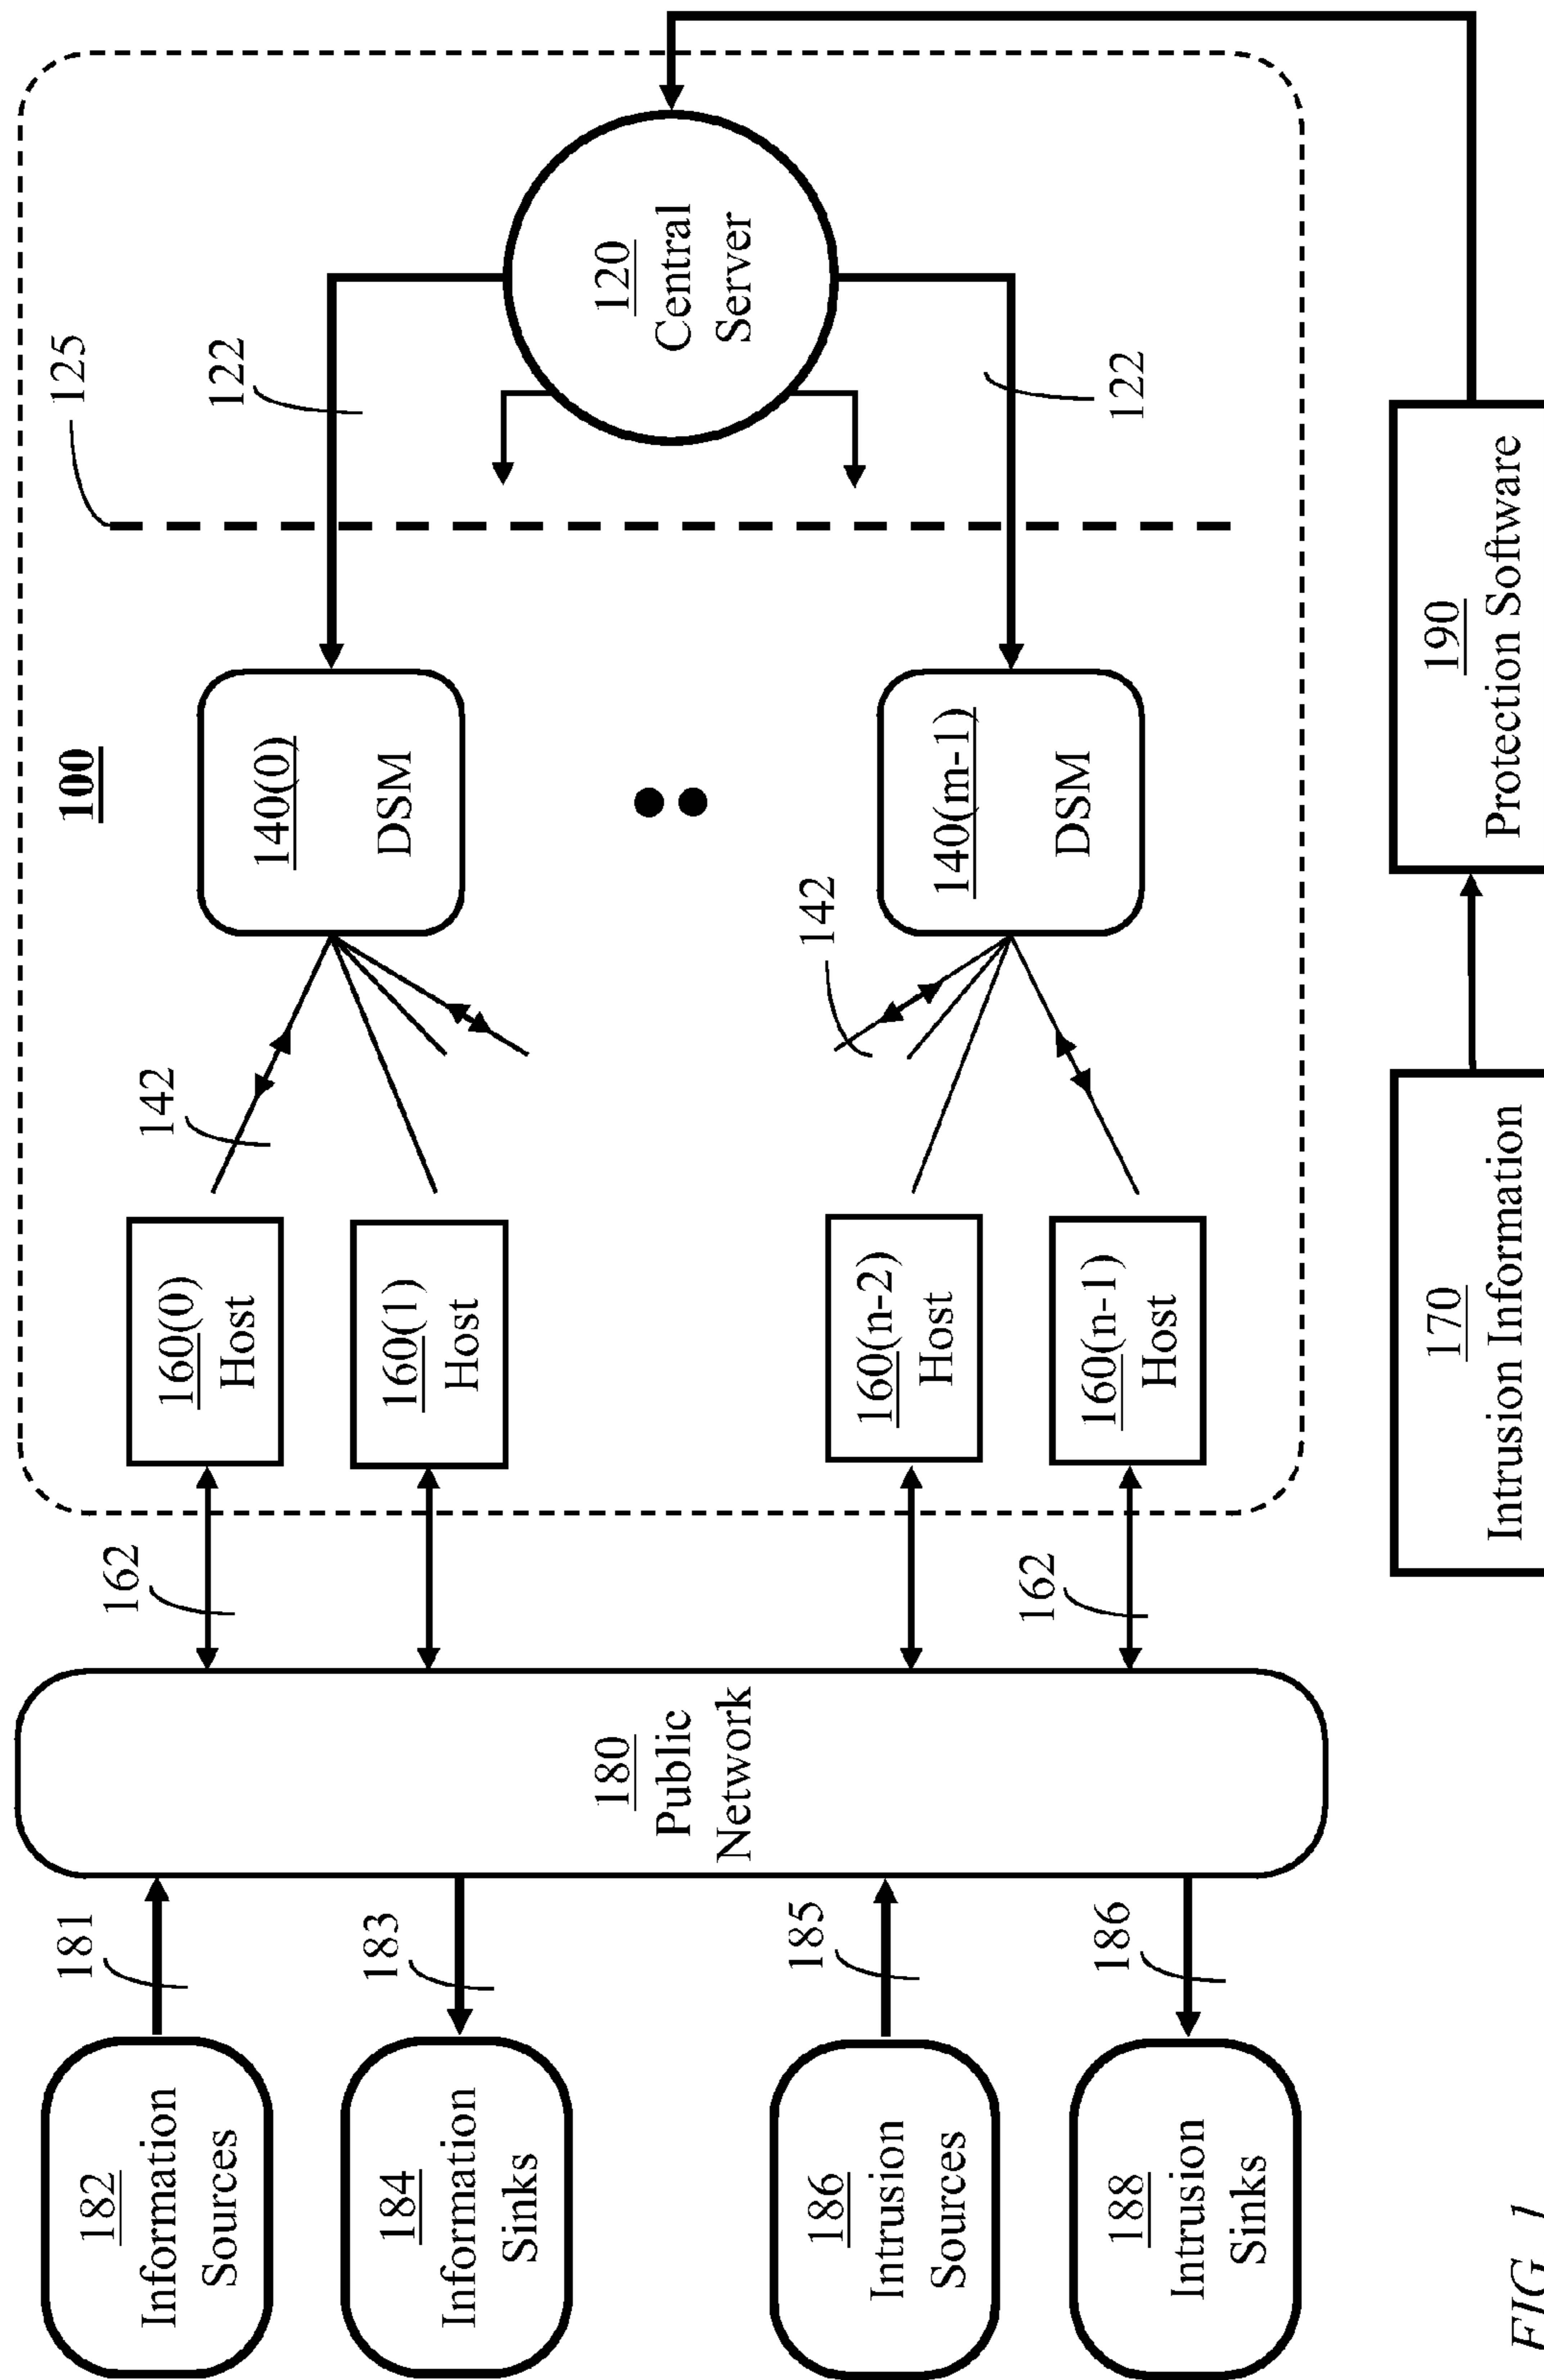 182
Information
Sources
184
Information
Sinks
186
Intrusion
Sources
188
Intrusion
Sinks
181
183
185
186
180
Public
Network
162
162
160(0)
Host
160(1)
Host
160(n-2)
Host
160(n-1)
Host
142
142
100
140(0)
DSM
140(m-1)
DSM
125
122
122
120
Central
Server
170
Intrusion Information
190
Protection Software
FIG. 1